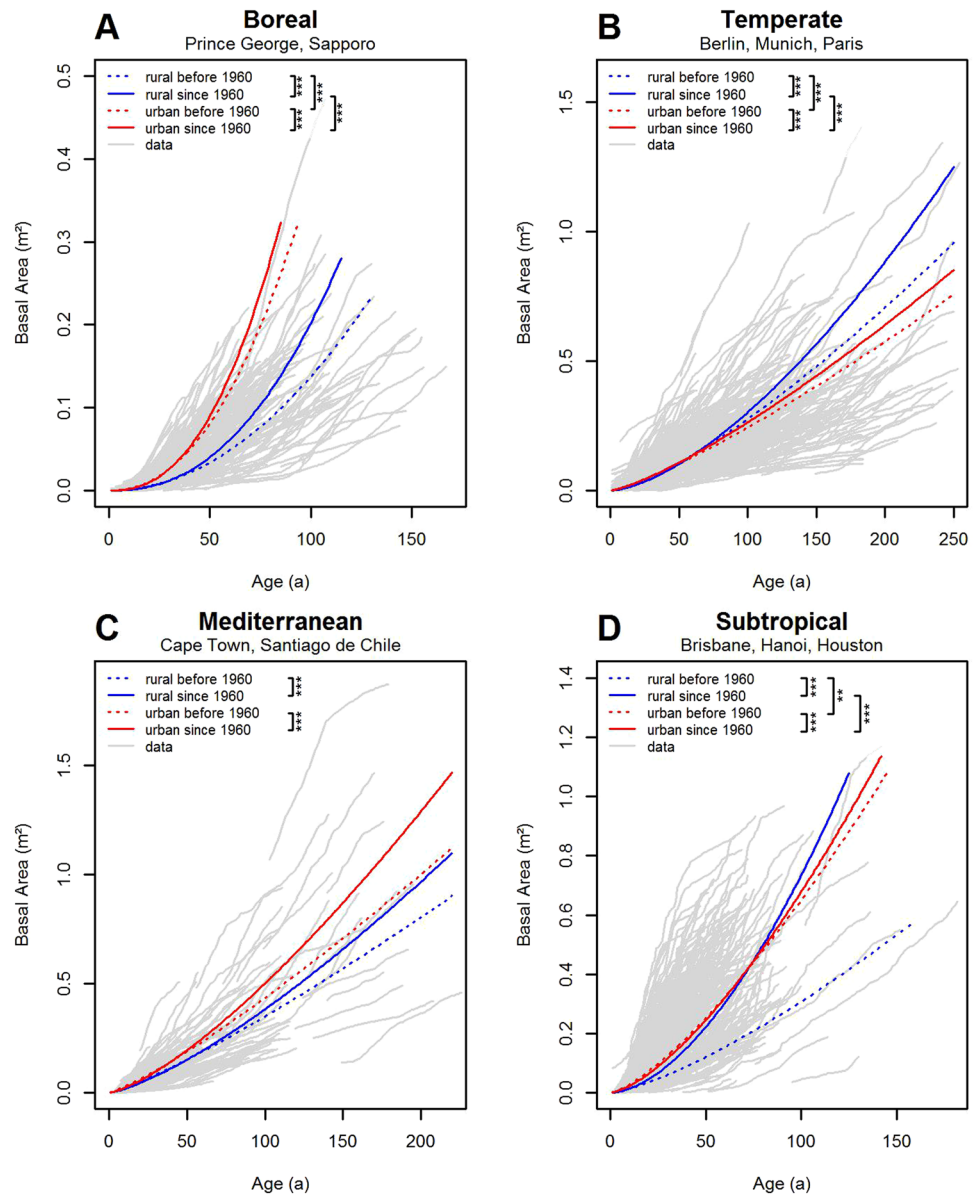 A
Boreal
Prince George, Sapporo
rural before 1960
rural since 1960
urban before 1960
urban since 1960
data
***
***
***
***
Basal Area (m²)
0.0
0.1
0.2
0.3
0.4
0.5
0
50
100
150
Age (a)
B
Temperate
Berlin, Munich, Paris
rural before 1960
rural since 1960
urban before 1960
urban since 1960
data
***
***
***
***
Basal Area (m²)
0.0
0.5
1.0
1.5
0
50
100
150
200
250
Age (a)
C
Mediterranean
Cape Town, Santiago de Chile
rural before 1960
rural since 1960
urban before 1960
urban since 1960
data
***
***
Basal Area (m²)
0.0
0.5
1.0
1.5
0
50
100
150
200
Age (a)
D
Subtropical
Brisbane, Hanoi, Houston
rural before 1960
rural since 1960
urban before 1960
urban since 1960
data
***
***
**
***
Basal Area (m²)
0.0
0.2
0.4
0.6
0.8
1.0
1.2
1.4
0
50
100
150
Age (a)